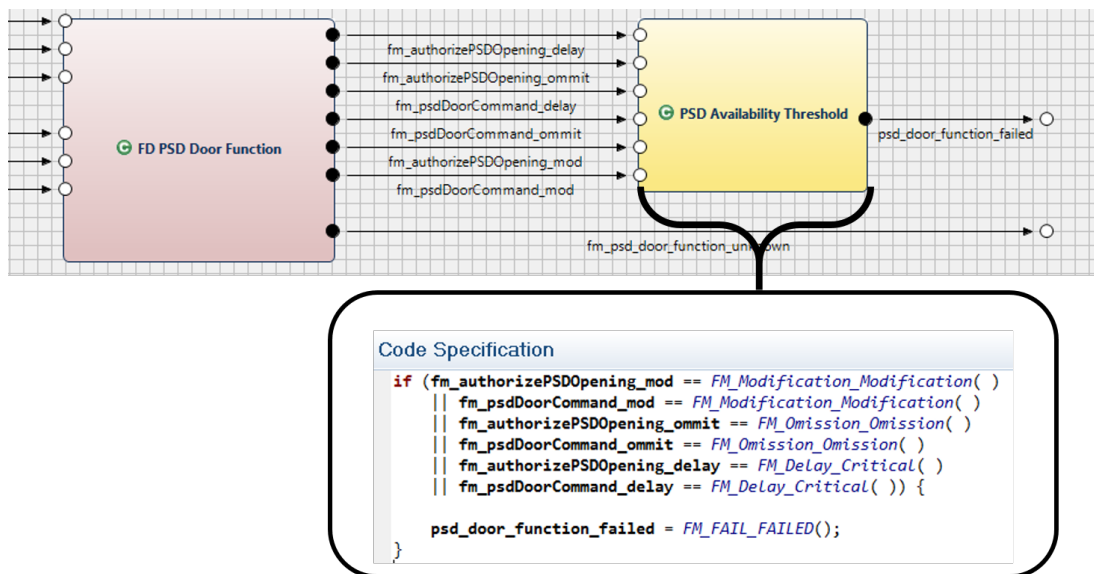 fm_authorizePSDOpening_delay
fm_authorizePSDOpening_ommit
fm_psdDoorCommand_delay
fm_psdDoorCommand_ommit
fm_authorizePSDOpening_mod
fm_psdDoorCommand_mod
C FD PSD Door Function
C PSD Availability Threshold
psd_door_function_failed
fm_psd_door_function_unknown
Code Specification
if (fm_authorizePSDOpening_mod == FM_Modification_Modification( )
|| fm_psdDoorCommand_mod == FM_Modification_Modification( )
|| fm_authorizePSDOpening_ommit == FM_Omission_Omission( )
|| fm_psdDoorCommand_ommit == FM_Omission_Omission( )
|| fm_authorizePSDOpening_delay == FM_Delay_Critical( )
|| fm_psdDoorCommand_delay == FM_Delay_Critical( )) {
psd_door_function_failed = FM_FAIL_FAILED();
}